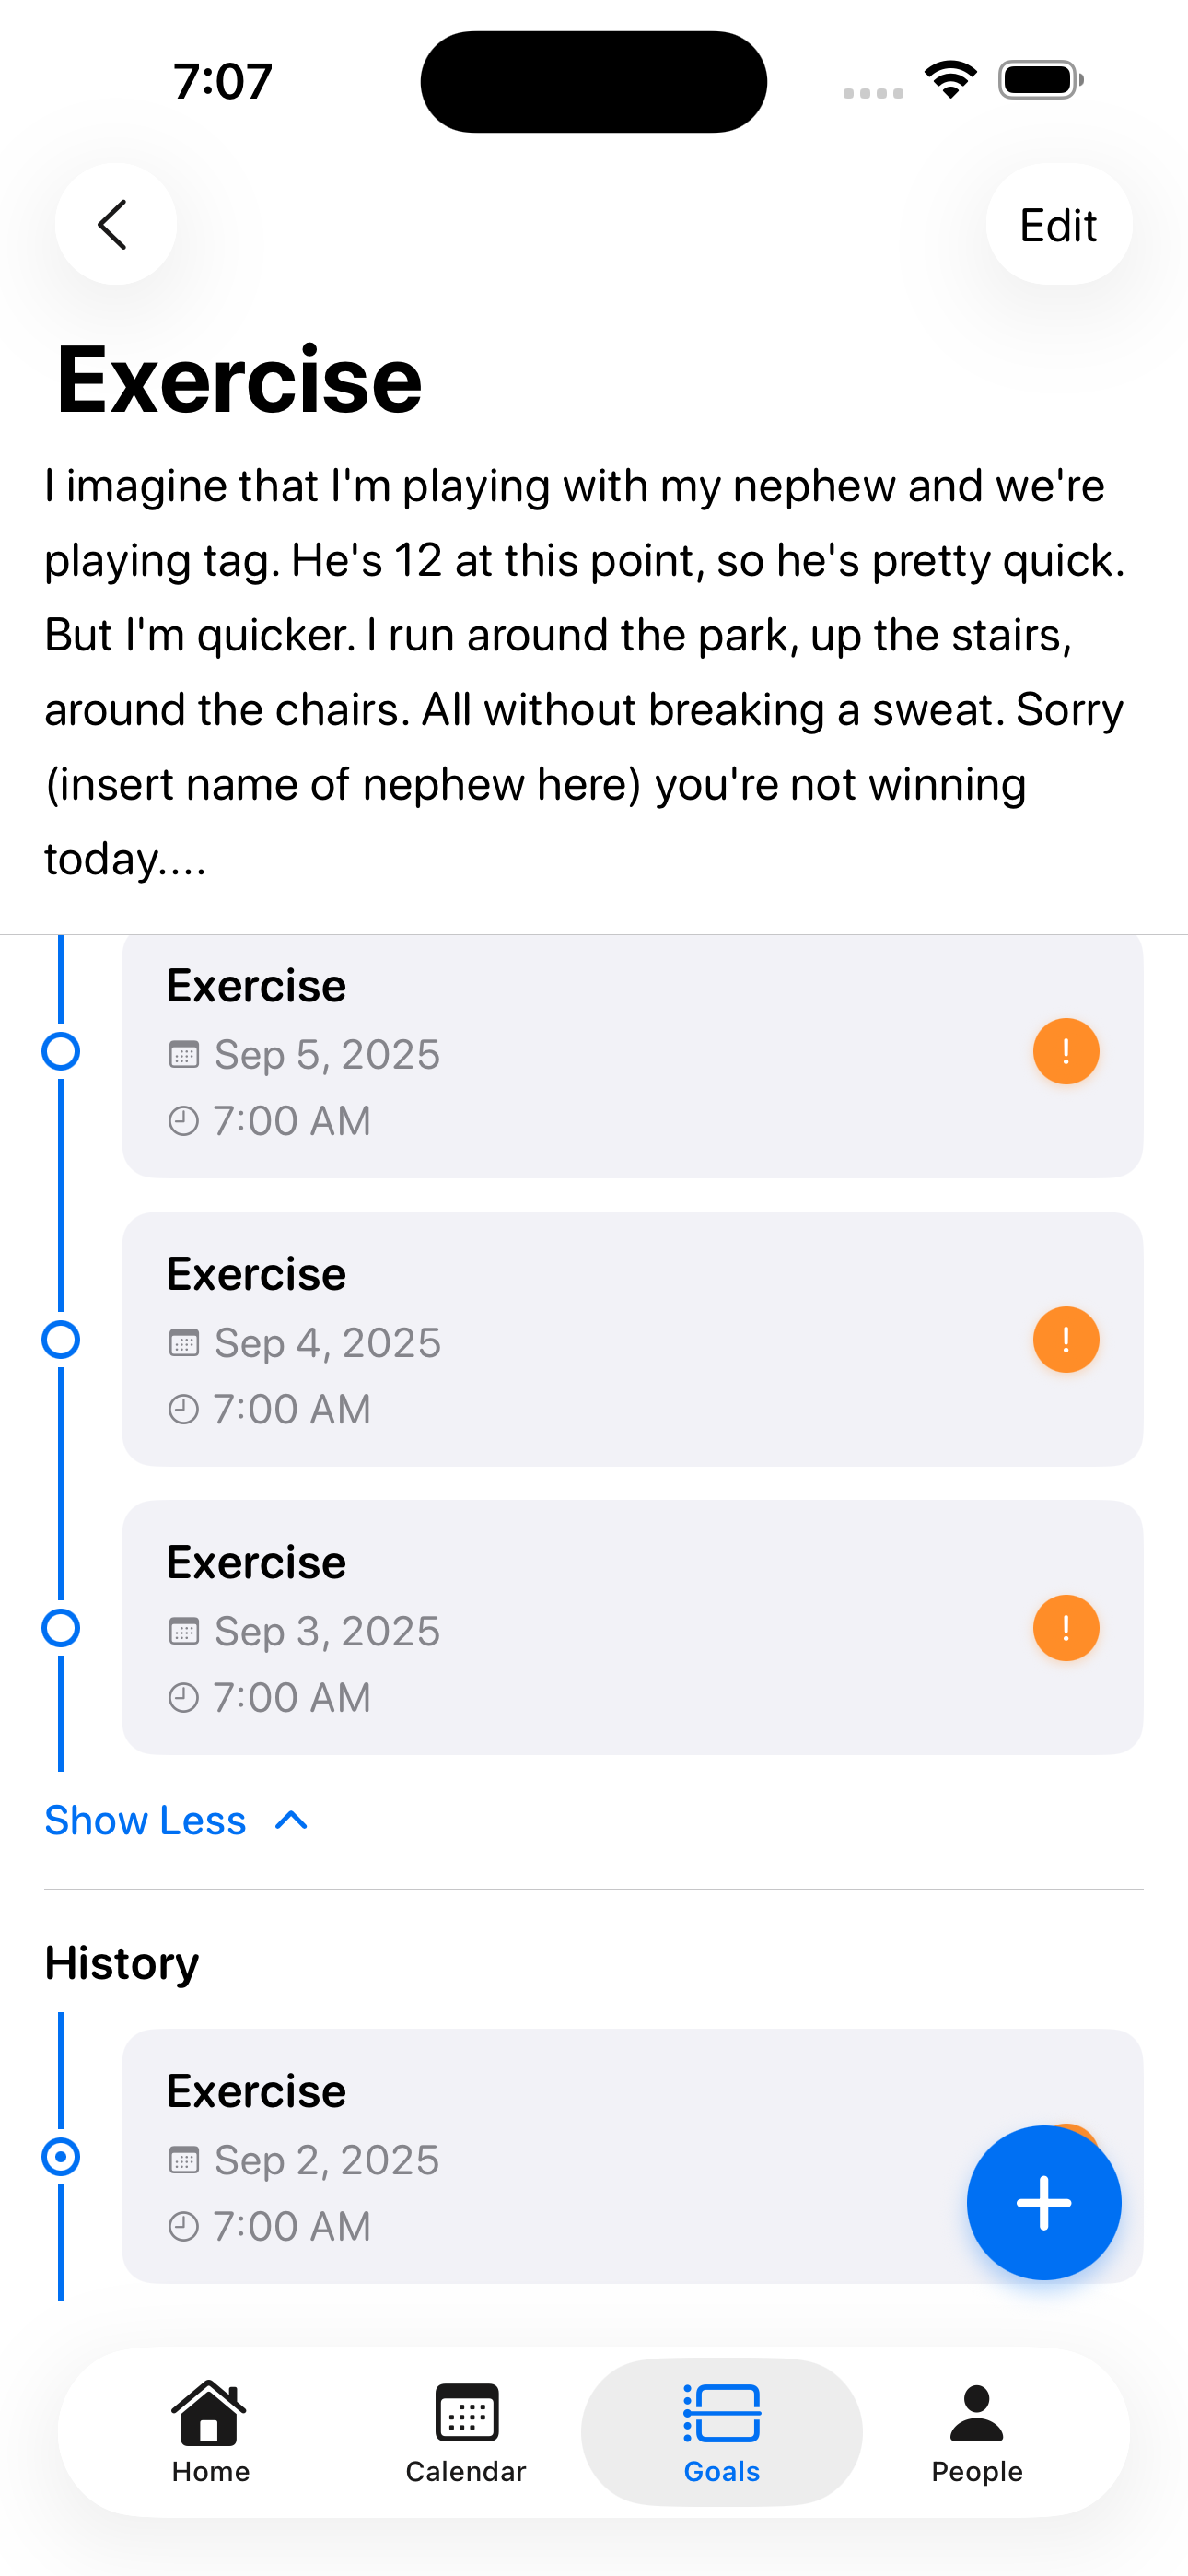 7:07
Edit
Exercise
I imagine that I'm playing with my nephew and we're
playing tag. He's 12 at this point, so he's pretty quick.
But I'm quicker. I run around the park, up the stairs,
around the chairs. All without breaking a sweat. Sorry
(insert name of nephew here) you're not winning
today....
Exercise
Sep 5, 2025
!
7:00 AM
Exercise
Sep 4, 2025
!
7:00 AM
Exercise
Sep 3, 2025
!
7:00 AM
Show Less
History
Exercise
Sep 2, 2025
7:00 AM
Home
Calendar
Goals
People